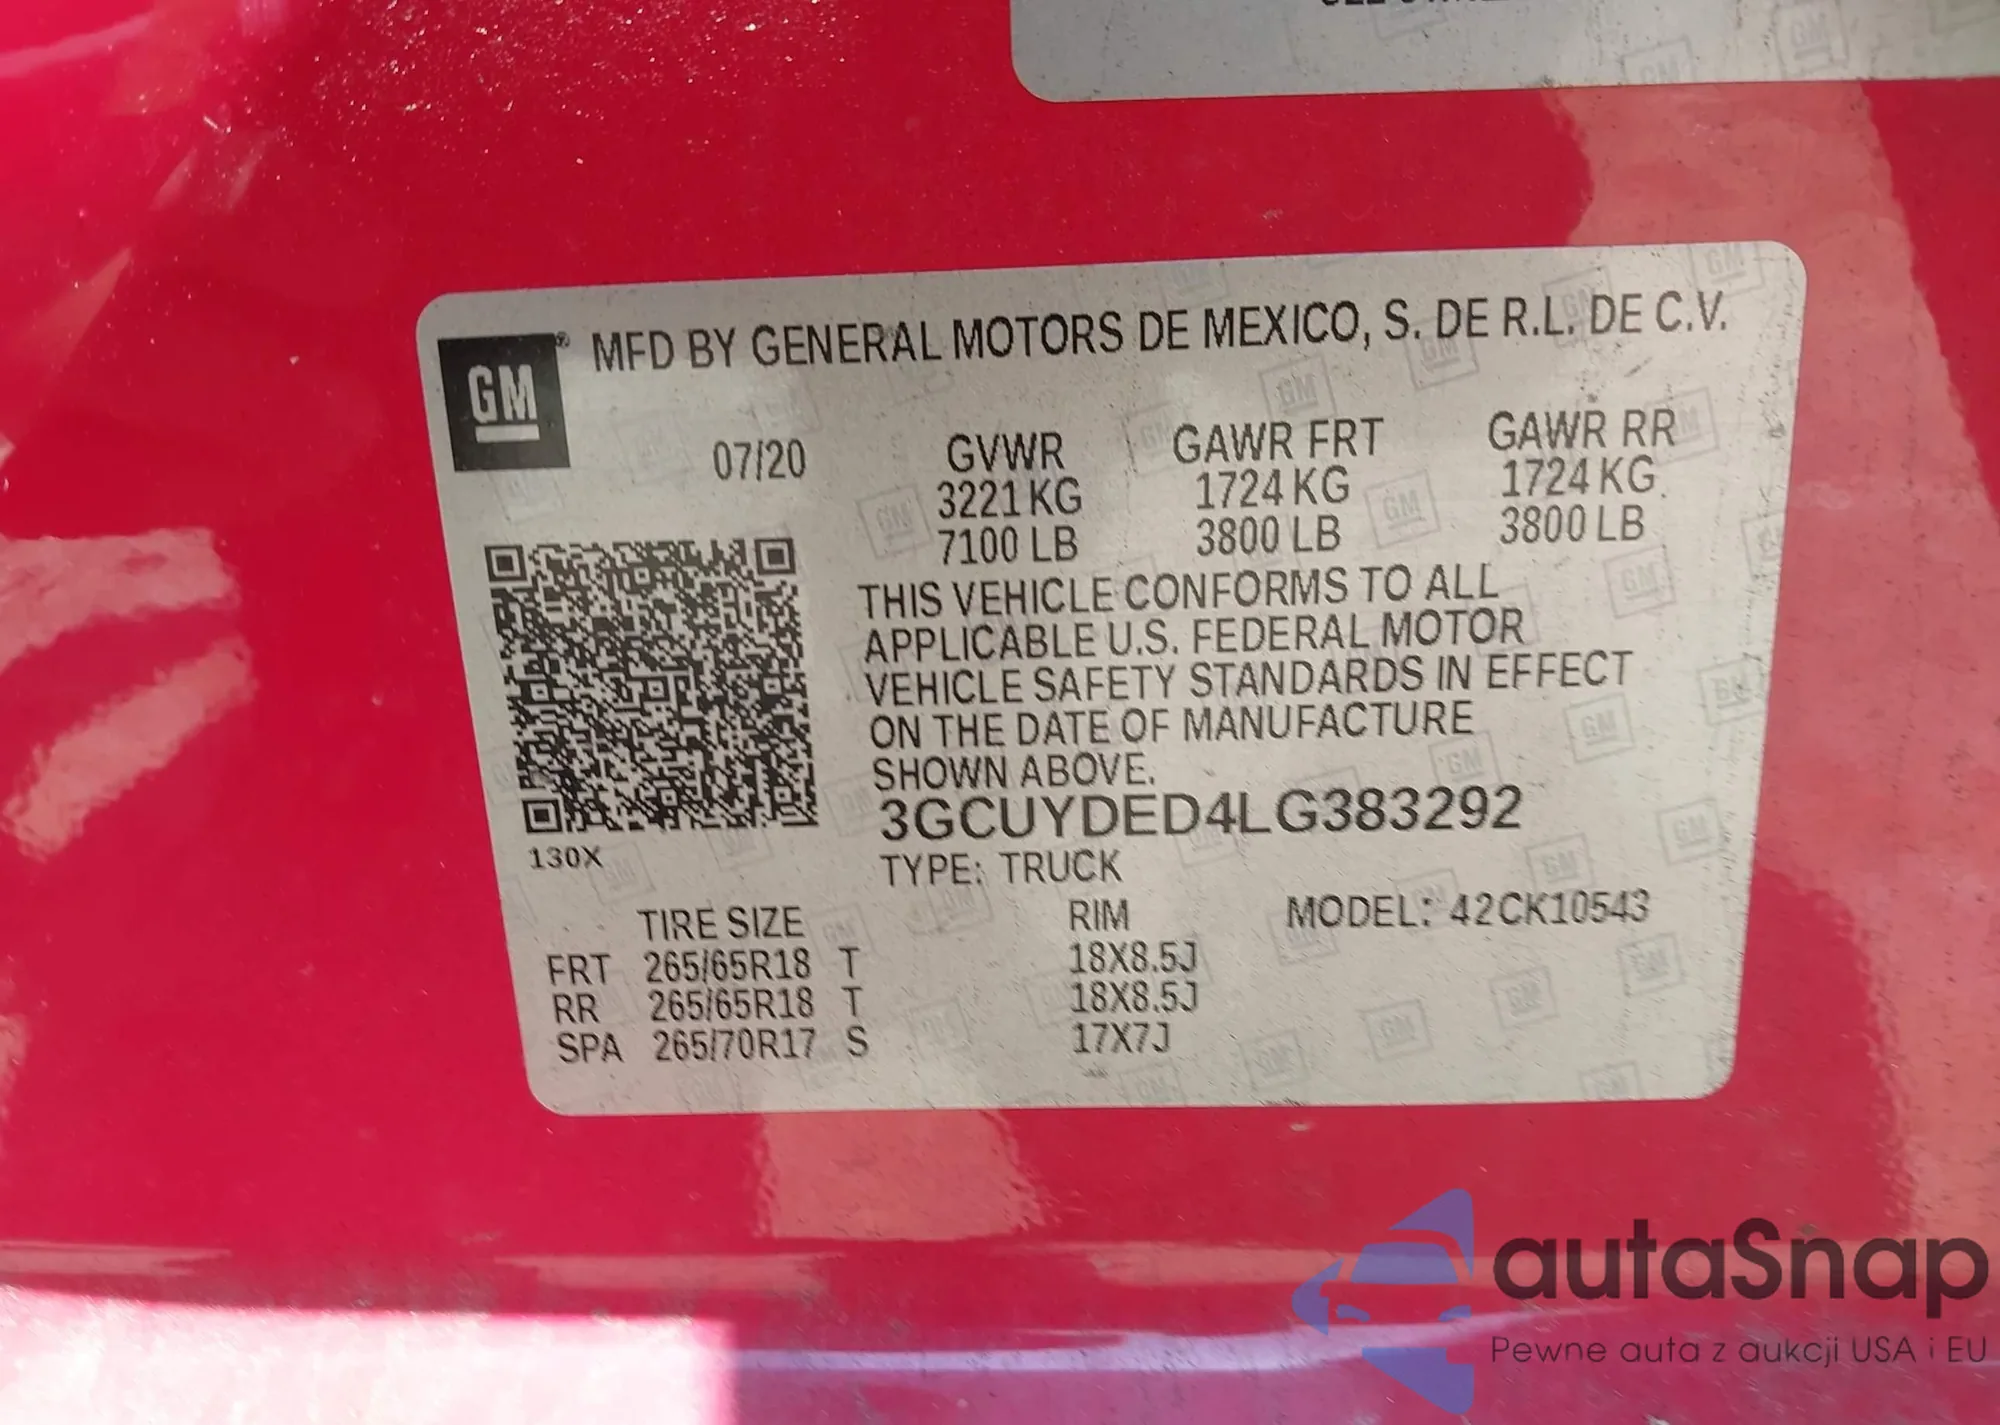 GM
MFD BY GENERAL MOTORS DE MEXICO, S. DE R.L. DE C.V.
07/20 GVWR GAWR FRT GAWR RR
3221 KG 1724 KG 1724 KG
7100 LB 3800 LB 3800 LB
THIS VEHICLE CONFORMS TO ALL
APPLICABLE U.S. FEDERAL MOTOR
VEHICLE SAFETY STANDARDS IN EFFECT
ON THE DATE OF MANUFACTURE
SHOWN ABOVE.
3GCUYDED4LG383292
130X
TYPE: TRUCK
TIRE SIZE RIM MODEL: 42CK10543
FRT 265/65R18 T 18X8.5J
RR 265/65R18 T 18X8.5J
SPA 265/70R17 S 17X7J
autaSnap
Pewne auta z aukcji USA i EU